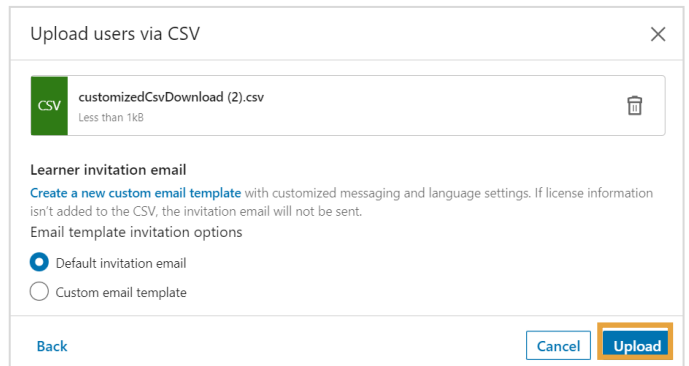 Upload users via CSV
CSV
customizedCsvDownload (2).csv
Less than 1kB
Learner invitation email
Create a new custom email template with customized messaging and language settings. If license information
isn't added to the CSV, the invitation email will not be sent.
Email template invitation options
Default invitation email
Custom email template
Back
Cancel
Upload